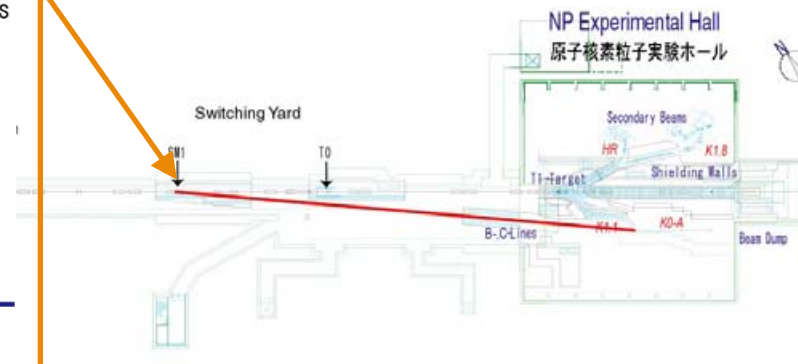 s
NP Experimental Hall
原子核素粒子実験ホール
Switching Yard
Secondary Beams
SM1
T0
HR
K1.8
T1-Target
Shielding Walls
B-.C-Lines
K1.1
K0-A
Beam Dump